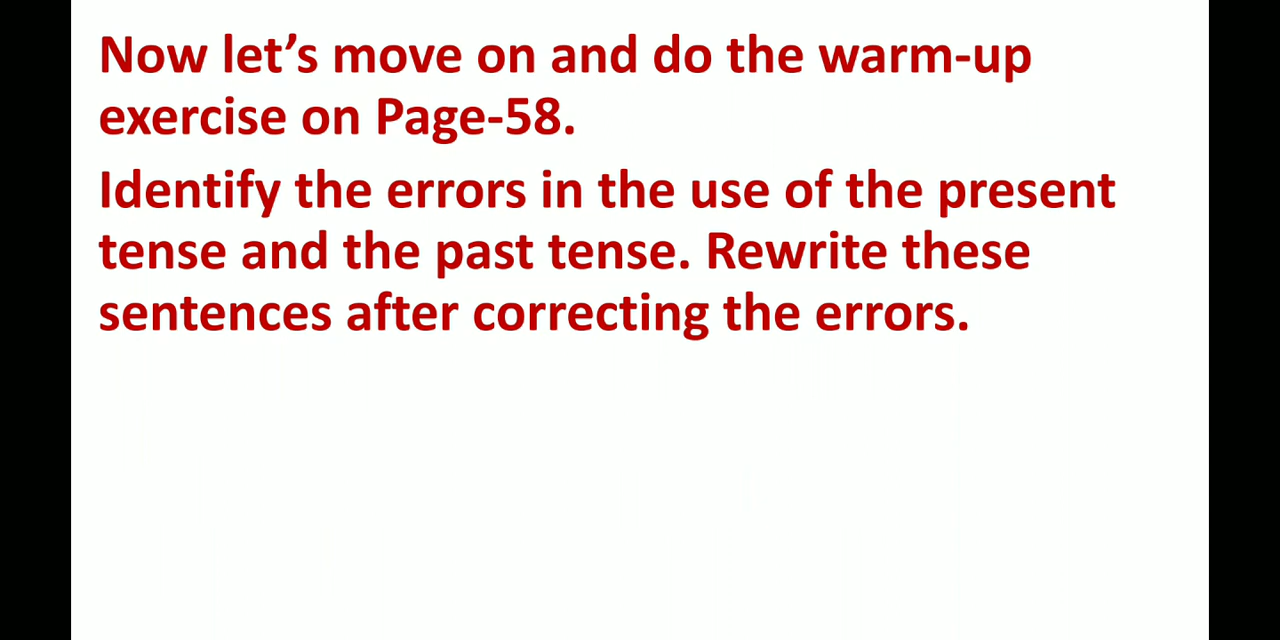 Now let’s move on and do the warm-up
exercise on Page-58.
Identify the errors in the use of the present
tense and the past tense. Rewrite these
sentences after correcting the errors.